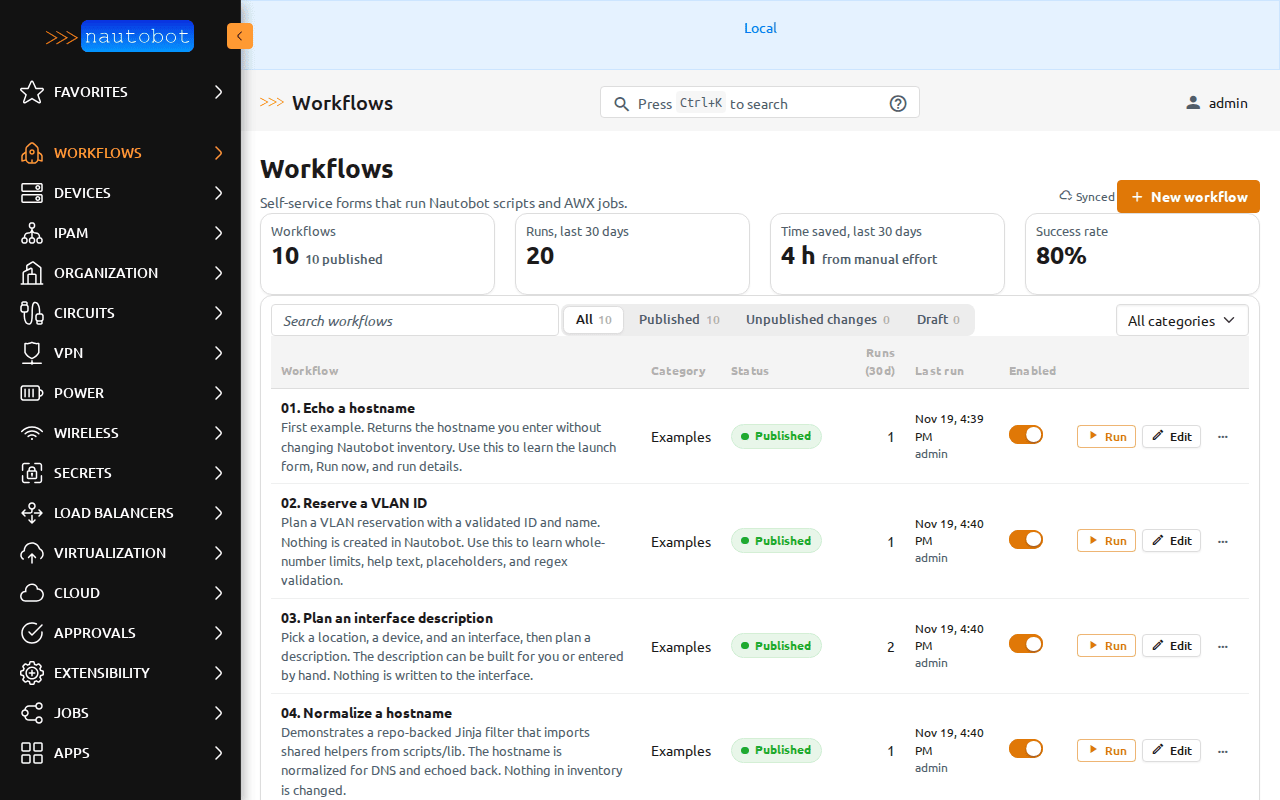 >>> nautobot
Local
FAVORITES
WORKFLOWS
DEVICES
IPAM
ORGANIZATION
CIRCUITS
VPN
POWER
WIRELESS
SECRETS
LOAD BALANCERS
VIRTUALIZATION
CLOUD
APPROVALS
EXTENSIBILITY
JOBS
APPS
>>> Workflows
Press Ctrl+K to search
admin
Workflows
Self-service forms that run Nautobot scripts and AWX jobs.
Synced
+ New workflow
Workflows
10 10 published
Runs, last 30 days
20
Time saved, last 30 days
4 h from manual effort
Success rate
80%
Search workflows
All 10 Published 10 Unpublished changes 0 Draft 0
All categories
Workflow Category Status Runs (30d) Last run Enabled
01. Echo a hostname
First example. Returns the hostname you enter without
changing Nautobot inventory. Use this to learn the launch
form, Run now, and run details.
Examples
Published
1
Nov 19, 4:39
PM
admin
Run
Edit
...
02. Reserve a VLAN ID
Plan a VLAN reservation with a validated ID and name.
Nothing is created in Nautobot. Use this to learn whole-
number limits, help text, placeholders, and regex
validation.
Examples
Published
1
Nov 19, 4:40
PM
admin
Run
Edit
...
03. Plan an interface description
Pick a location, a device, and an interface, then plan a
description. The description can be built for you or entered
by hand. Nothing is written to the interface.
Examples
Published
2
Nov 19, 4:40
PM
admin
Run
Edit
...
04. Normalize a hostname
Demonstrates a repo-backed Jinja filter that imports
shared helpers from scripts/lib. The hostname is
normalized for DNS and echoed back. Nothing in inventory
is changed.
Examples
Published
1
Nov 19, 4:40
PM
admin
Run
Edit
...